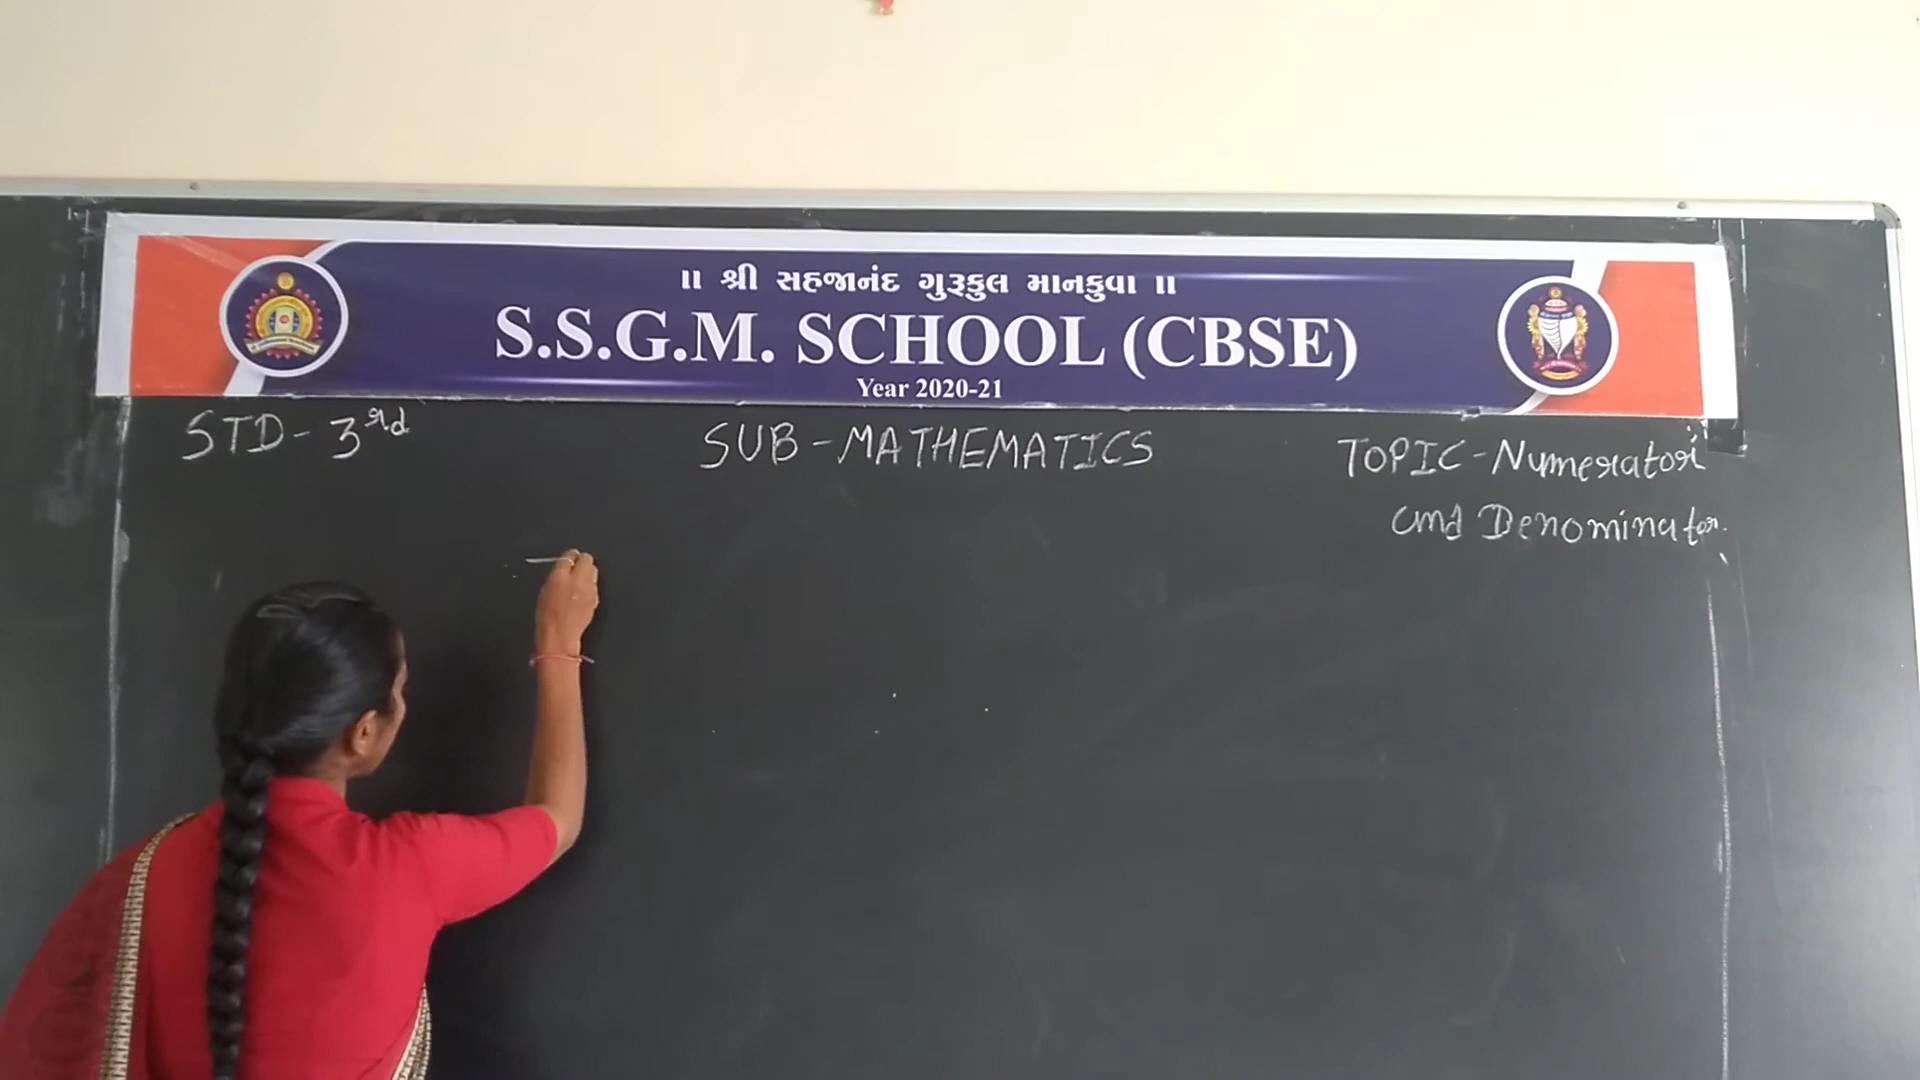 ॥ શ્રી સહજાનંદ ગુરૂકુલ માનકુવા ॥
S.S.G.M. SCHOOL (CBSE)
Year 2020-21
STD - 3rd
SUB - MATHEMATICS
TOPIC - Numerator
and Denominator.